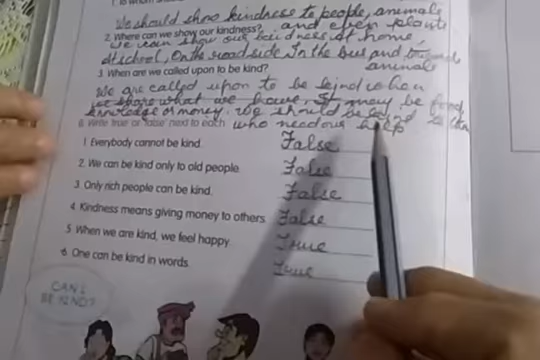 We should show kindness to people, animals
and even plants
2. Where can we show our kindness?
we can show our kindness at home,
at school, On the road side In the bus and towards
animals
3. When are we called upon to be kind?
We are called upon to be kind when
we share what we have, It may be food
knowledge or money. We should be kind to
who need our help
6. Write 'true' or 'false' next to each
1. Everybody cannot be kind. False
2. We can be kind only to old people. False
3. Only rich people can be kind. False
4. Kindness means giving money to others. False
5. When we are kind, we feel happy. True
6. One can be kind in words. True
CAN I
BE KIND?